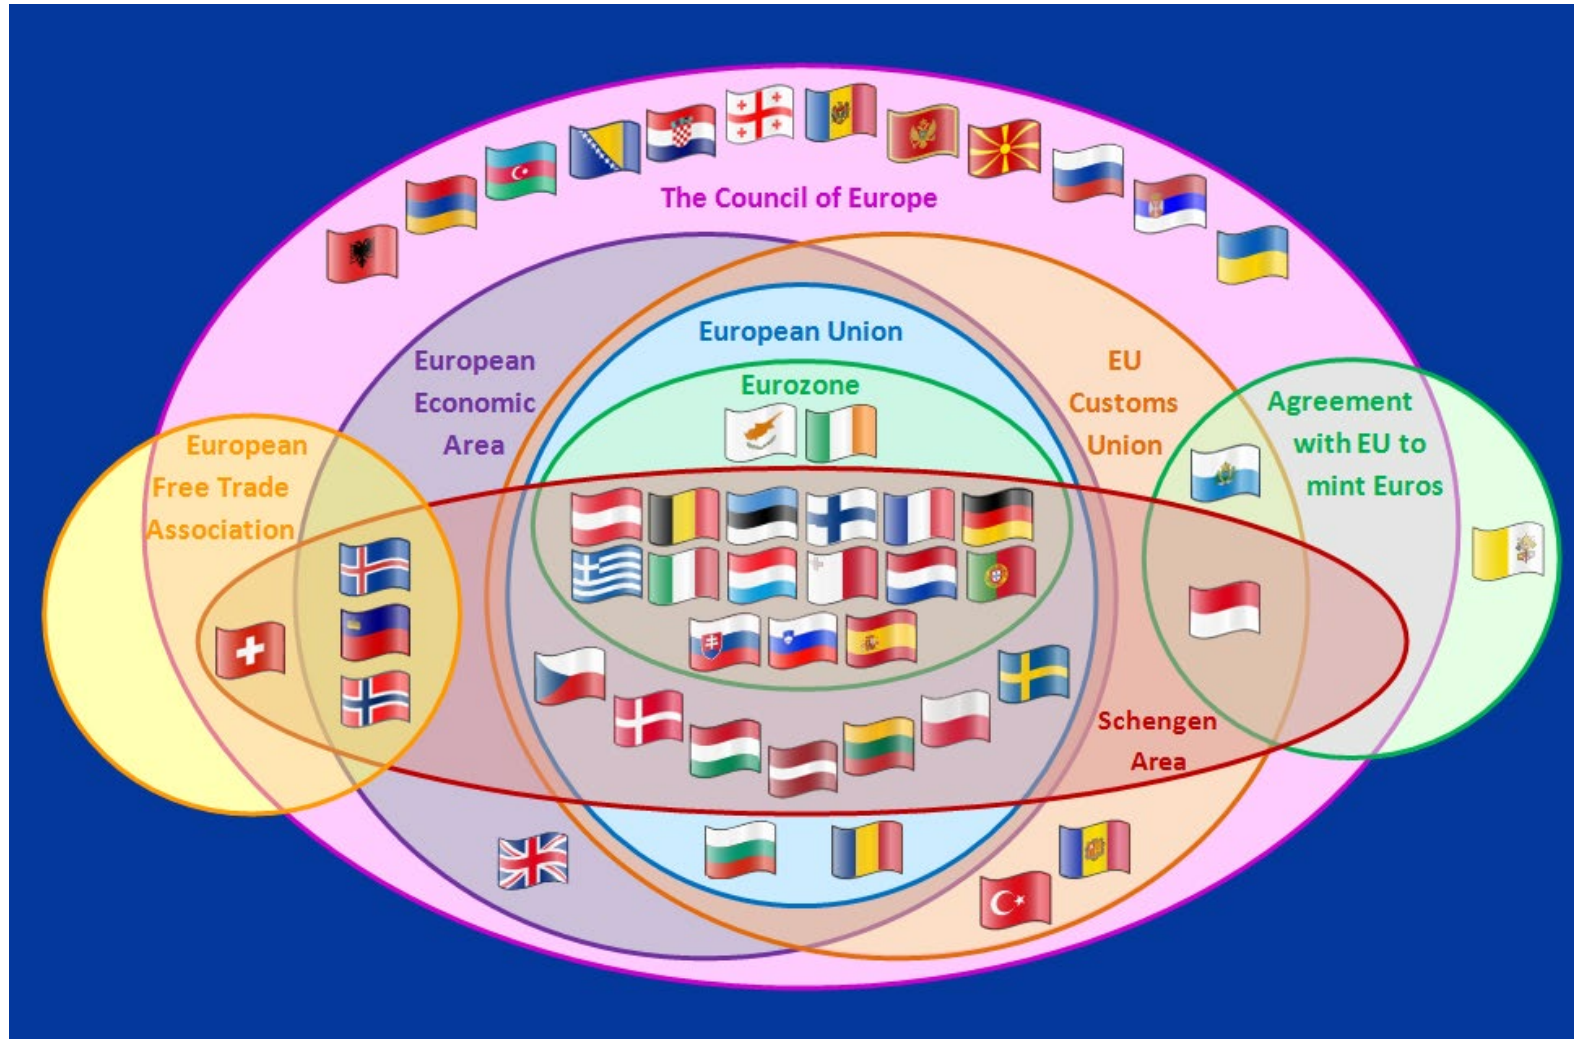 The Council of Europe
European Union
Eurozone
European
Economic
Area
EU
Customs
Union
Agreement
with EU to
mint Euros
European
Free Trade
Association
Schengen
Area